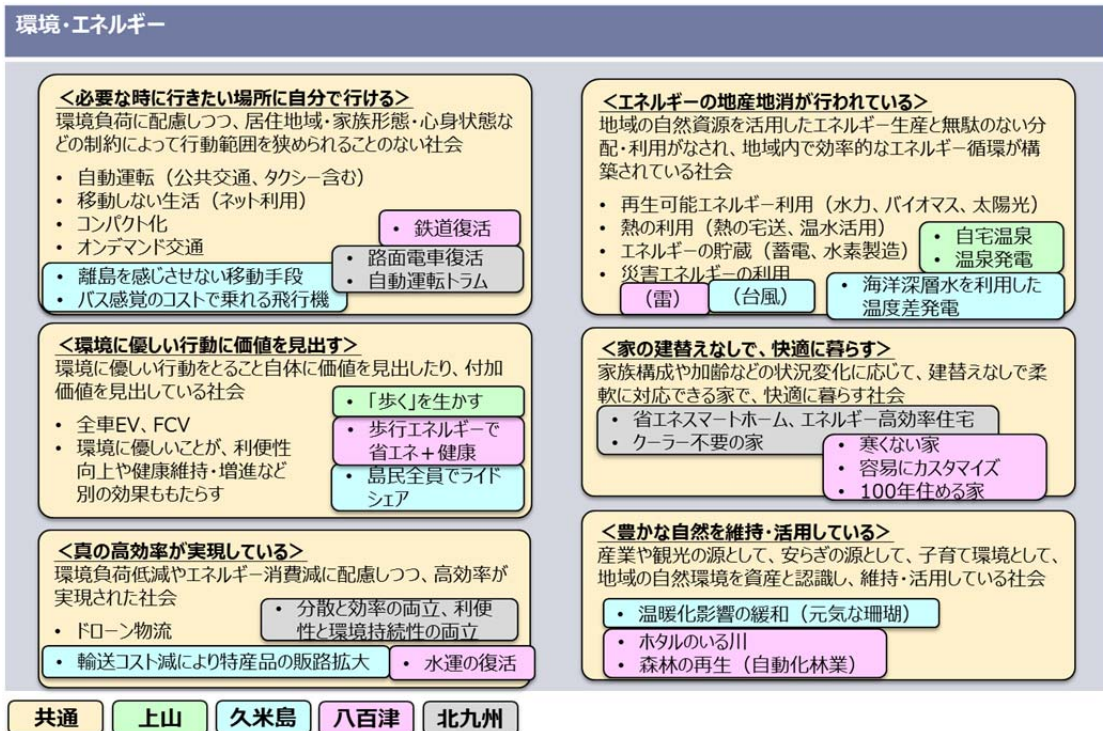 環境・エネルギー
＜必要な時に行きたい場所に自分で行ける＞
環境負荷に配慮しつつ、居住地域・家族形態・心身状態な
どの制約によって行動範囲を狭められることのない社会
• 自動運転（公共交通、タクシー含む）
• 移動しない生活（ネット利用）
• コンパクト化
• オンデマンド交通
• 鉄道復活
• 路面電車復活
• 自動運転トラム
• 離島を感じさせない移動手段
• バス感覚のコストで乗れる飛行機
＜環境に優しい行動に価値を見出す＞
環境に優しい行動をとること自体に価値を見出したり、付加
価値を見出している社会
• 全車EV、FCV
• 環境に優しいことが、利便性
向上や健康維持・増進など
別の効果ももたらす
• 「歩く」を生かす
• 歩行エネルギーで
省エネ＋健康
• 島民全員でライド
シェア
＜真の高効率が実現している＞
環境負荷低減やエネルギー消費減に配慮しつつ、高効率が
実現された社会
• ドローン物流
• 分散と効率の両立、利便
性と環境持続性の両立
• 輸送コスト減により特産品の販路拡大
• 水運の復活
＜エネルギーの地産地消が行われている＞
地域の自然資源を活用したエネルギー生産と無駄のない分
配・利用がなされ、地域内で効率的なエネルギー循環が構
築されている社会
• 再生可能エネルギー利用（水力、バイオマス、太陽光）
• 熱の利用（熱の宅送、温水活用）
• エネルギーの貯蔵（蓄電、水素製造）
• 災害エネルギーの利用
（雷）
（台風）
• 自宅温泉
• 温泉発電
• 海洋深層水を利用した
温度差発電
＜家の建替えなしで、快適に暮らす＞
家族構成や加齢などの状況変化に応じて、建替えなしで柔
軟に対応できる家で、快適に暮らす社会
• 省エネスマートホーム、エネルギー高効率住宅
• クーラー不要の家
• 寒くない家
• 容易にカスタマイズ
• 100年住める家
＜豊かな自然を維持・活用している＞
産業や観光の源として、安らぎの源として、子育て環境として、
地域の自然環境を資産と認識し、維持・活用している社会
• 温暖化影響の緩和（元気な珊瑚）
• ホタルのいる川
• 森林の再生（自動化林業）
共通
上山
久米島
八百津
北九州